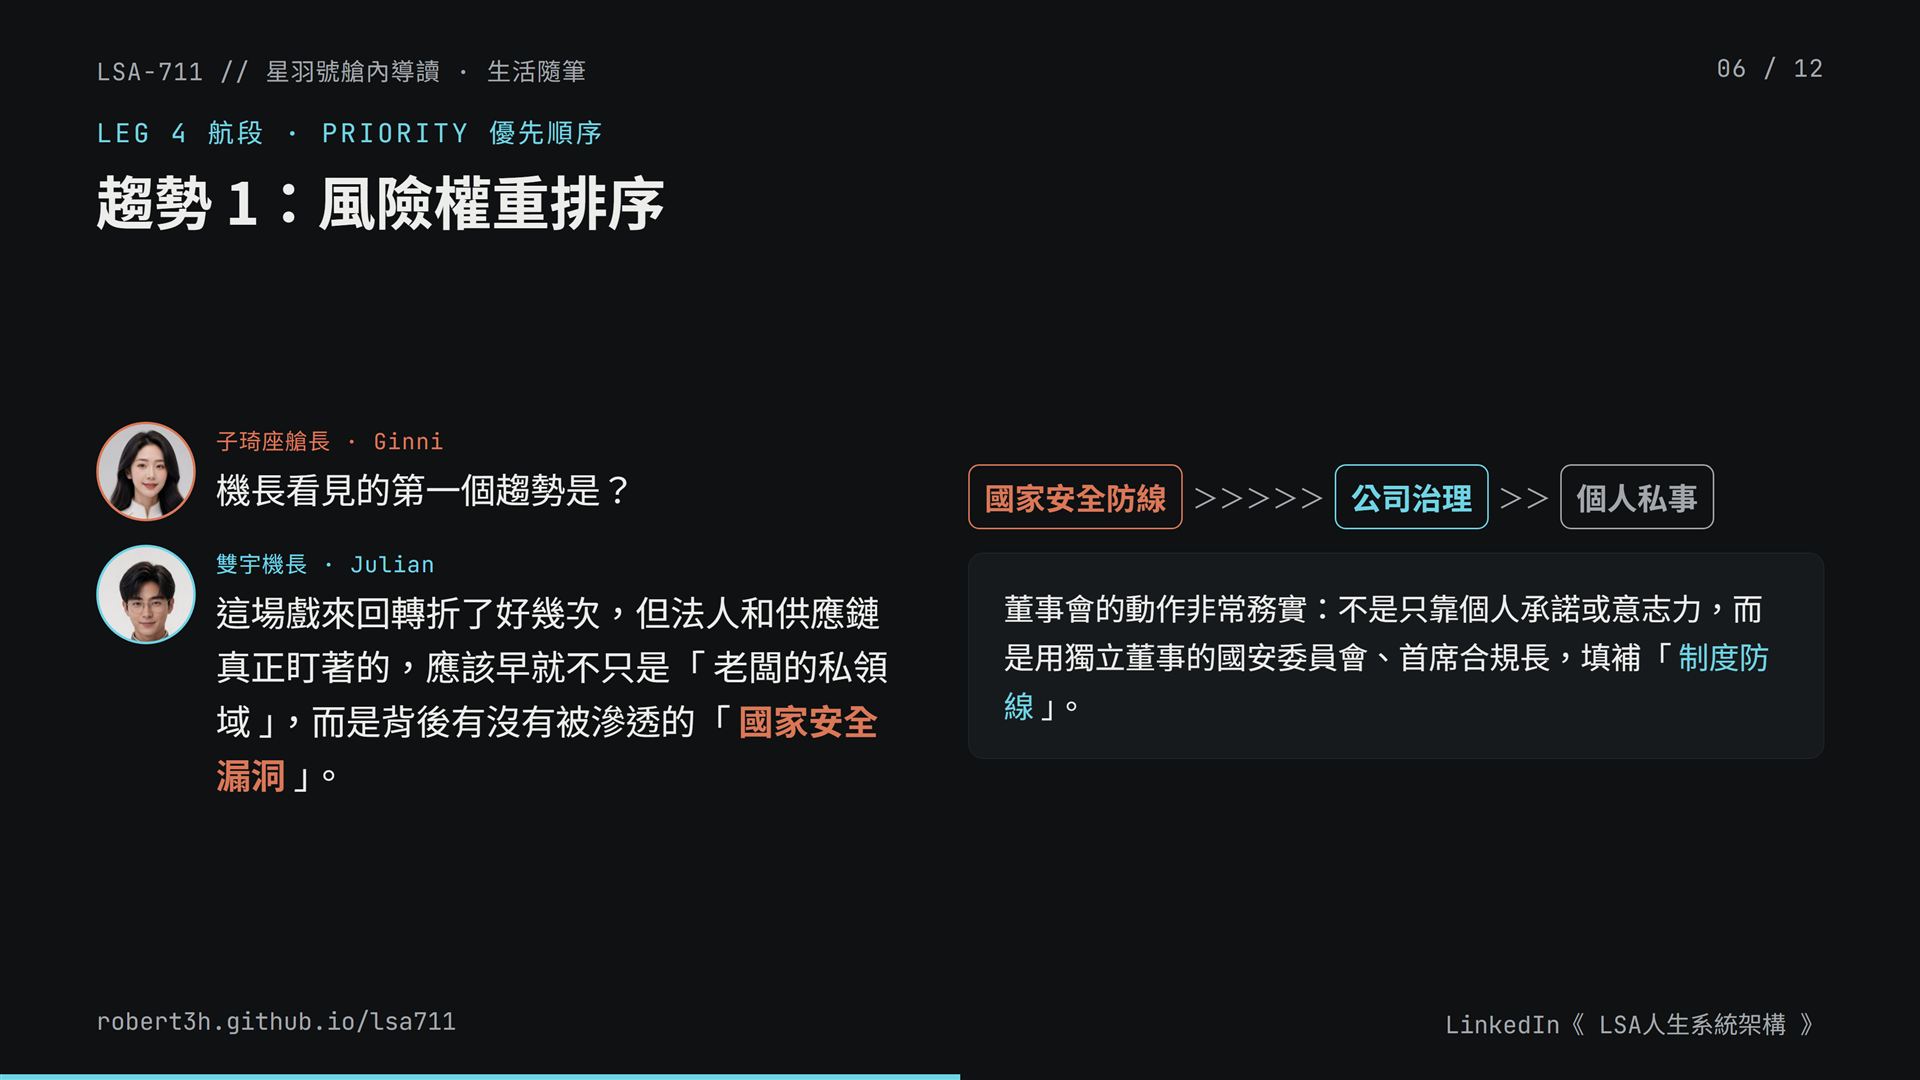 LSA-711 // 星羽號艙內導讀 · 生活隨筆
06 / 12
LEG 4 航段 · PRIORITY 優先順序
趨勢 1：風險權重排序
子琦座艙長 · Ginni
機長看見的第一個趨勢是？
雙宇機長 · Julian
這場戲來回轉折了好幾次，但法人和供應鏈
真正盯著的，應該早就不只是「老闆的私領
域」，而是背後有沒有被滲透的「國家安全
漏洞」。
國家安全防線 >>>>> 公司治理 >> 個人私事
董事會的動作非常務實：不是只靠個人承諾或意志力，而
是用獨立董事的國安委員會、首席合規長，填補「制度防
線」。
robert3h.github.io/lsa711
LinkedIn《 LSA人生系統架構 》